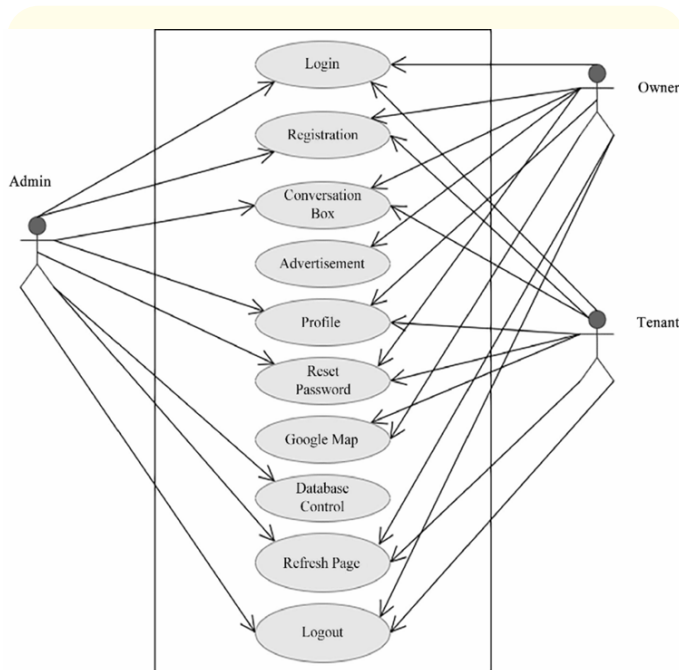 Login
Owner
Registration
Admin
Conversation
Box
Advertisement
Profile
Tenant
Reset
Password
Google Map
Database
Control
Refresh Page
Logout